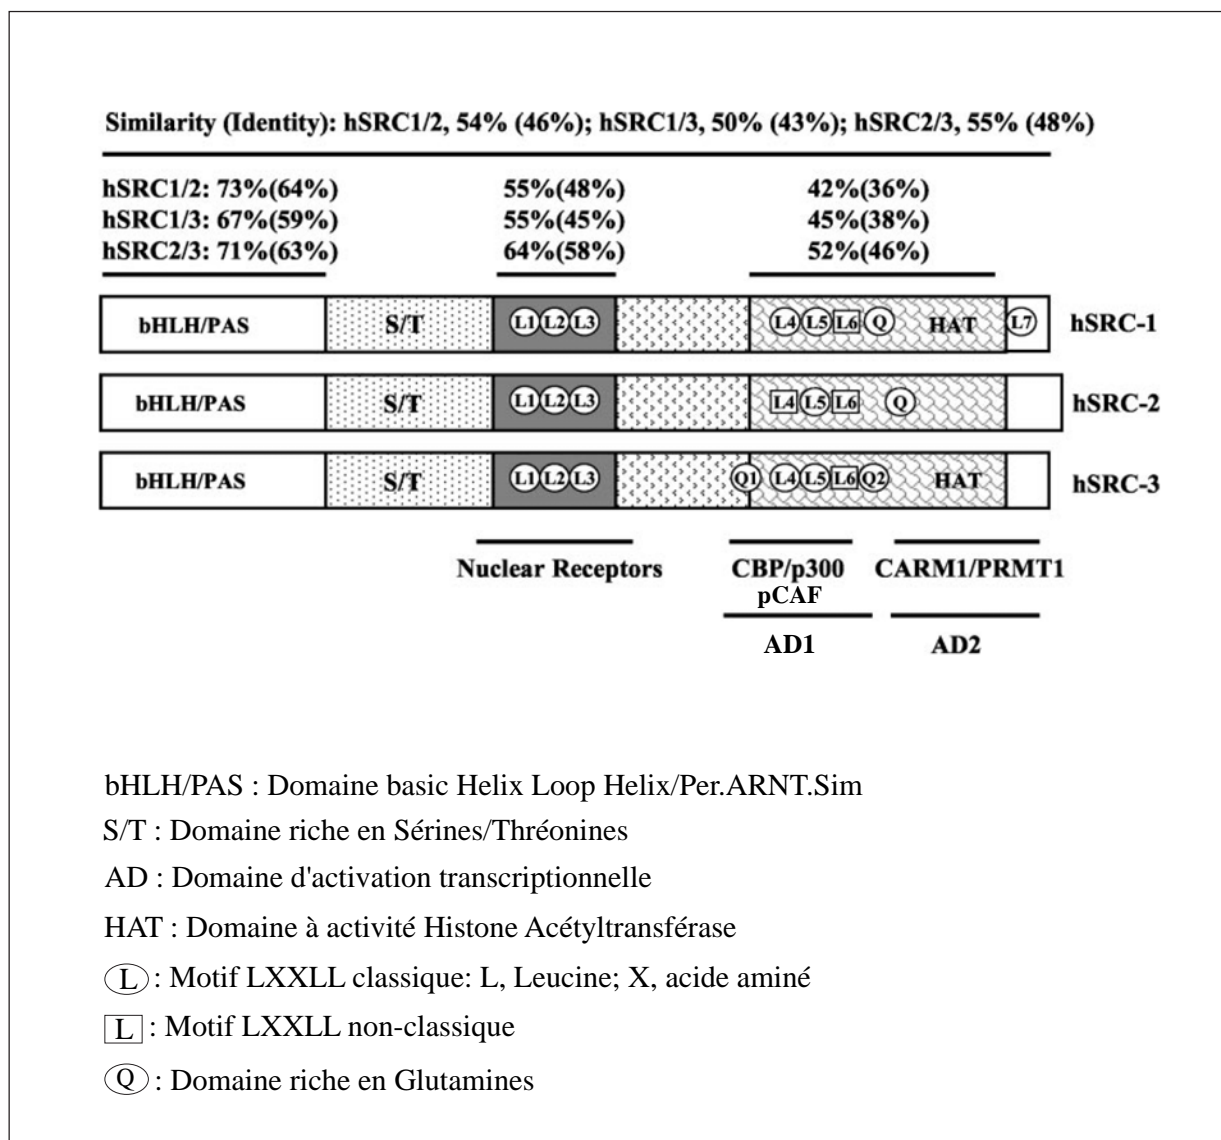 Similarity (Identity): hSRC1/2, 54% (46%); hSRC1/3, 50% (43%); hSRC2/3, 55% (48%)
hSRC1/2: 73%(64%) 55%(48%) 42%(36%)
hSRC1/3: 67%(59%) 55%(45%) 45%(38%)
hSRC2/3: 71%(63%) 64%(58%) 52%(46%)
bHLH/PAS S/T L1 L2 L3 L4 L5 L6 Q HAT L7 hSRC-1
bHLH/PAS S/T L1 L2 L3 L4 L5 L6 Q hSRC-2
bHLH/PAS S/T L1 L2 L3 Q1 L4 L5 L6 Q2 HAT hSRC-3
Nuclear Receptors CBP/p300 CARM1/PRMT1
pCAF
AD1 AD2
bHLH/PAS : Domaine basic Helix Loop Helix/Per.ARNT.Sim
S/T : Domaine riche en Sérines/Thréonines
AD : Domaine d'activation transcriptionnelle
HAT : Domaine à activité Histone Acétyltransférase
L : Motif LXXLL classique: L, Leucine; X, acide aminé
L : Motif LXXLL non-classique
Q : Domaine riche en Glutamines